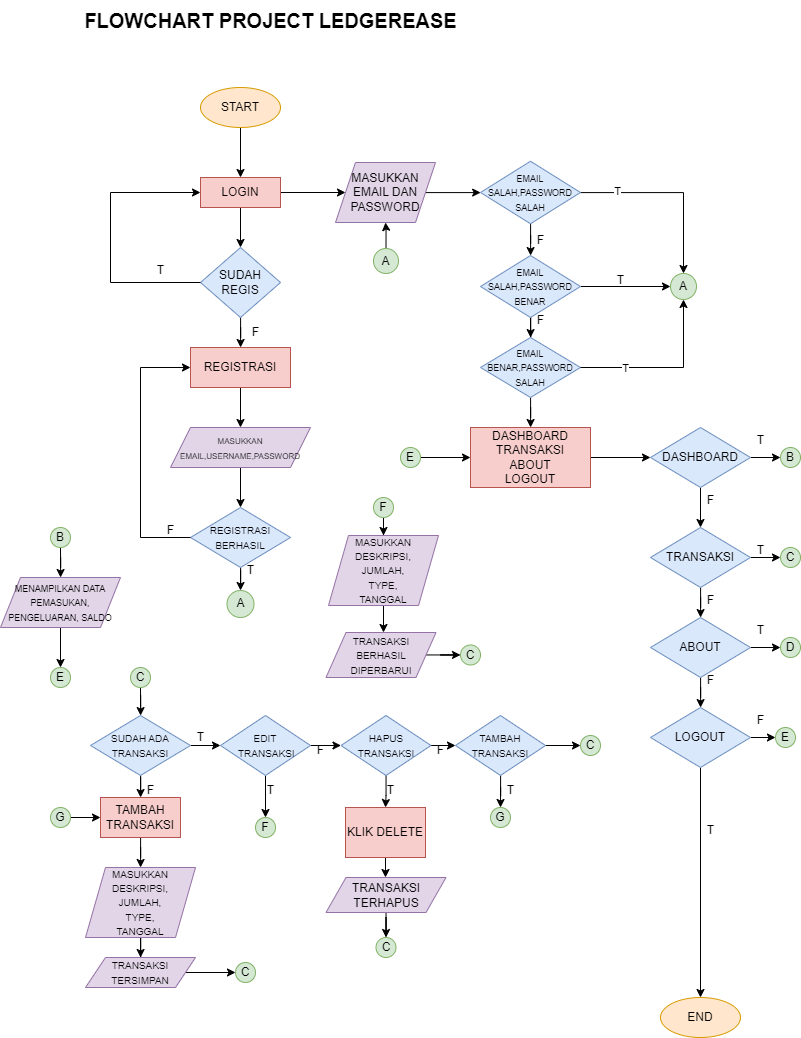 FLOWCHART PROJECT LEDGEREASE
START
LOGIN
MASUKKAN
EMAIL DAN
PASSWORD
EMAIL
SALAH,PASSWORD
SALAH
T
F
A
T
SUDAH
REGIS
F
EMAIL
SALAH,PASSWORD
BENAR
T
A
F
REGISTRASI
EMAIL
BENAR,PASSWORD
SALAH
T
MASUKKAN
EMAIL,USERNAME,PASSWORD
E
DASHBOARD
TRANSAKSI
ABOUT
LOGOUT
DASHBOARD
T
B
F
F
REGISTRASI
BERHASIL
T
A
B
MENAMPILKAN DATA
PEMASUKAN,
PENGELUARAN, SALDO
E
F
MASUKKAN
DESKRIPSI,
JUMLAH,
TYPE,
TANGGAL
TRANSAKSI
BERHASIL
DIPERBARUI
C
TRANSAKSI
T
C
F
ABOUT
T
D
F
LOGOUT
F
E
T
C
SUDAH ADA
TRANSAKSI
T
EDIT
TRANSAKSI
F
HAPUS
TRANSAKSI
F
TAMBAH
TRANSAKSI
C
F
T
T
T
G
TAMBAH
TRANSAKSI
F
KLIK DELETE
G
MASUKKAN
DESKRIPSI,
JUMLAH,
TYPE,
TANGGAL
TRANSAKSI
TERHAPUS
C
TRANSAKSI
TERSIMPAN
C
END